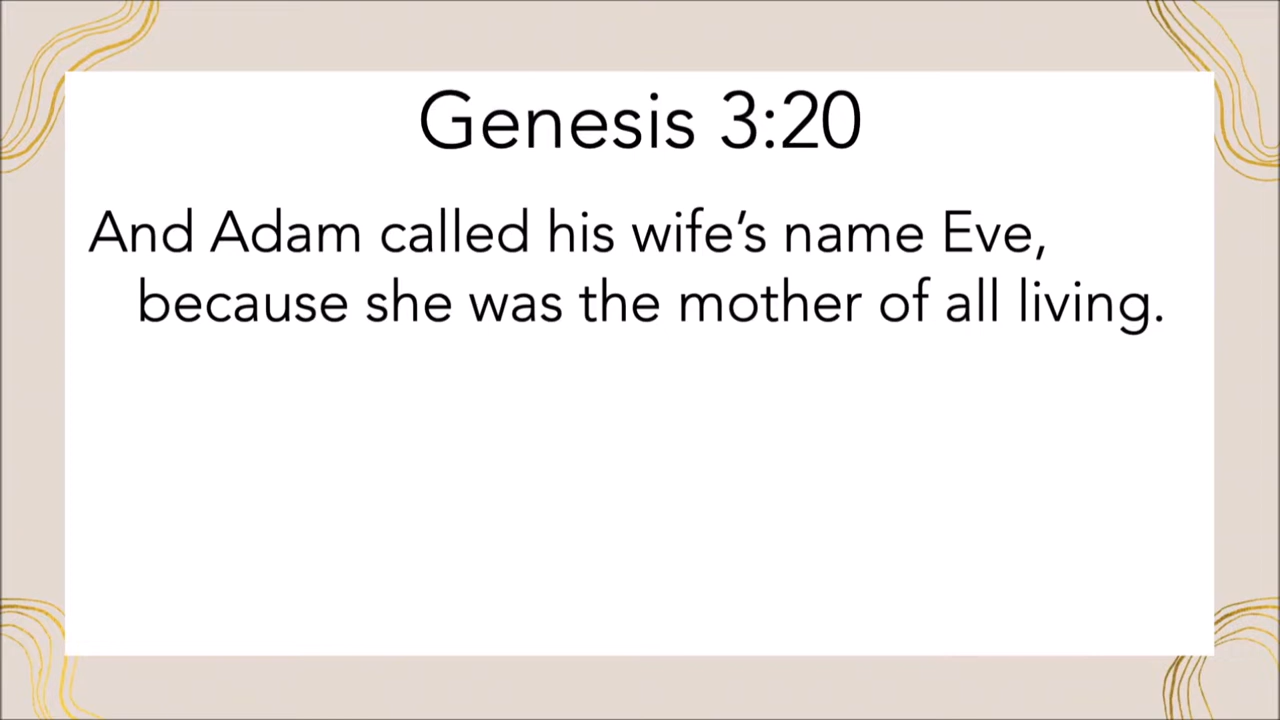 Genesis 3:20
And Adam called his wife’s name Eve,
because she was the mother of all living.